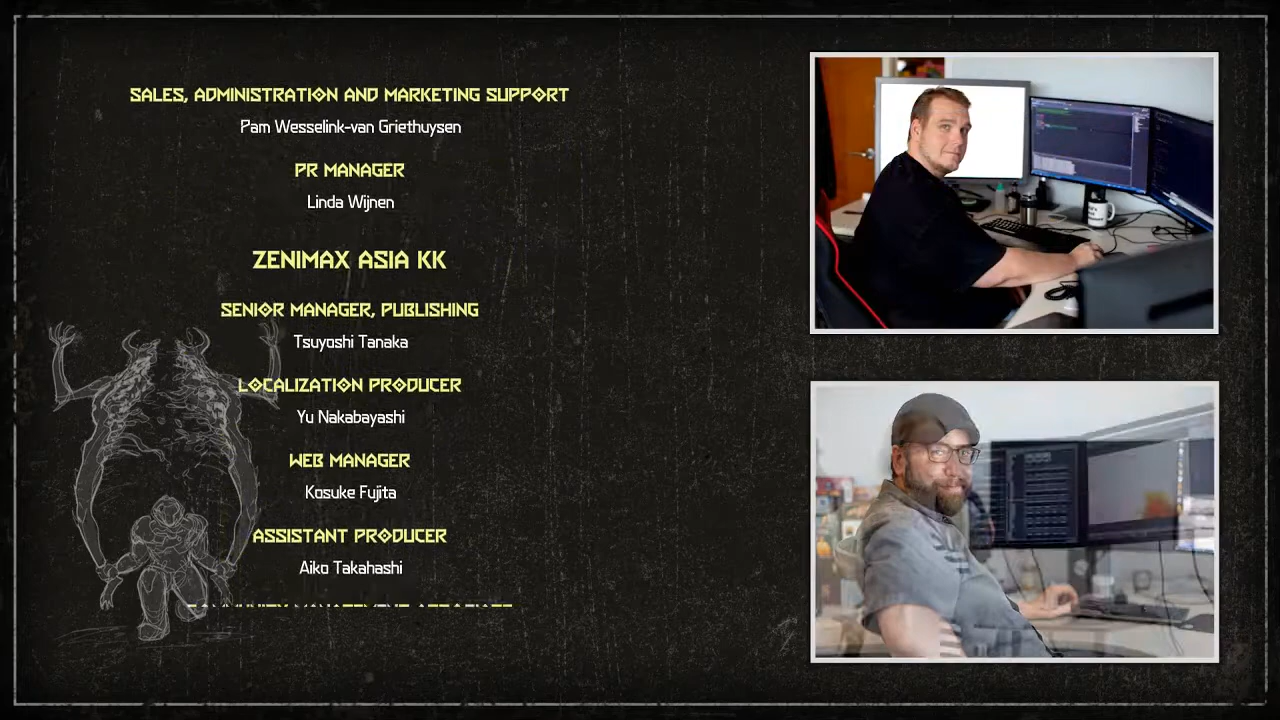 SALES, ADMINISTRATION AND MARKETING SUPPORT
Pam Wesselink-van Griethuysen
PR MANAGER
Linda Wijnen
ZENIMAX ASIA KK
SENIOR MANAGER, PUBLISHING
Tsuyoshi Tanaka
LOCALIZATION PRODUCER
Yu Nakabayashi
WEB MANAGER
Kosuke Fujita
ASSISTANT PRODUCER
Aiko Takahashi